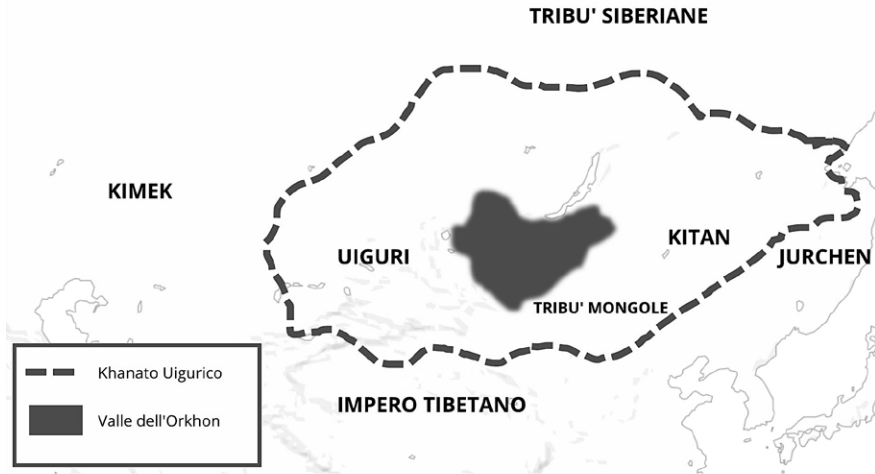 TRIBU' SIBERIANE
KIMEK
UIGURI
KITAN
JURCHEN
TRIBU' MONGOLE
IMPERO TIBETANO
Khanato Uigurico
Valle dell'Orkhon